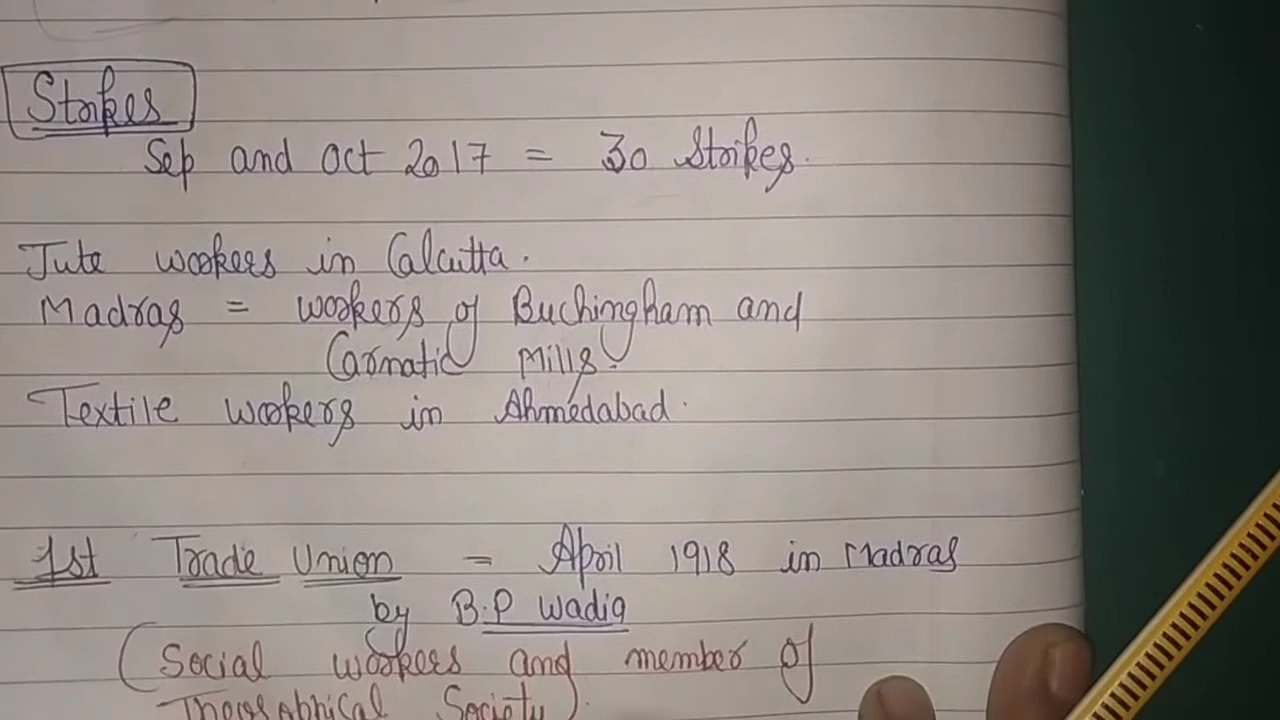 Strikes
Sep and Oct 2017 = 30 Strikes.
Jute workers in Calcutta.
Madras = workers of Buchingham and
Carnatic Mills.
Textile workers in Ahmedabad.
1st Trade Union = April 1918 in Madras
by B.P Wadia
(Social workers and member of
Theosophical Society).